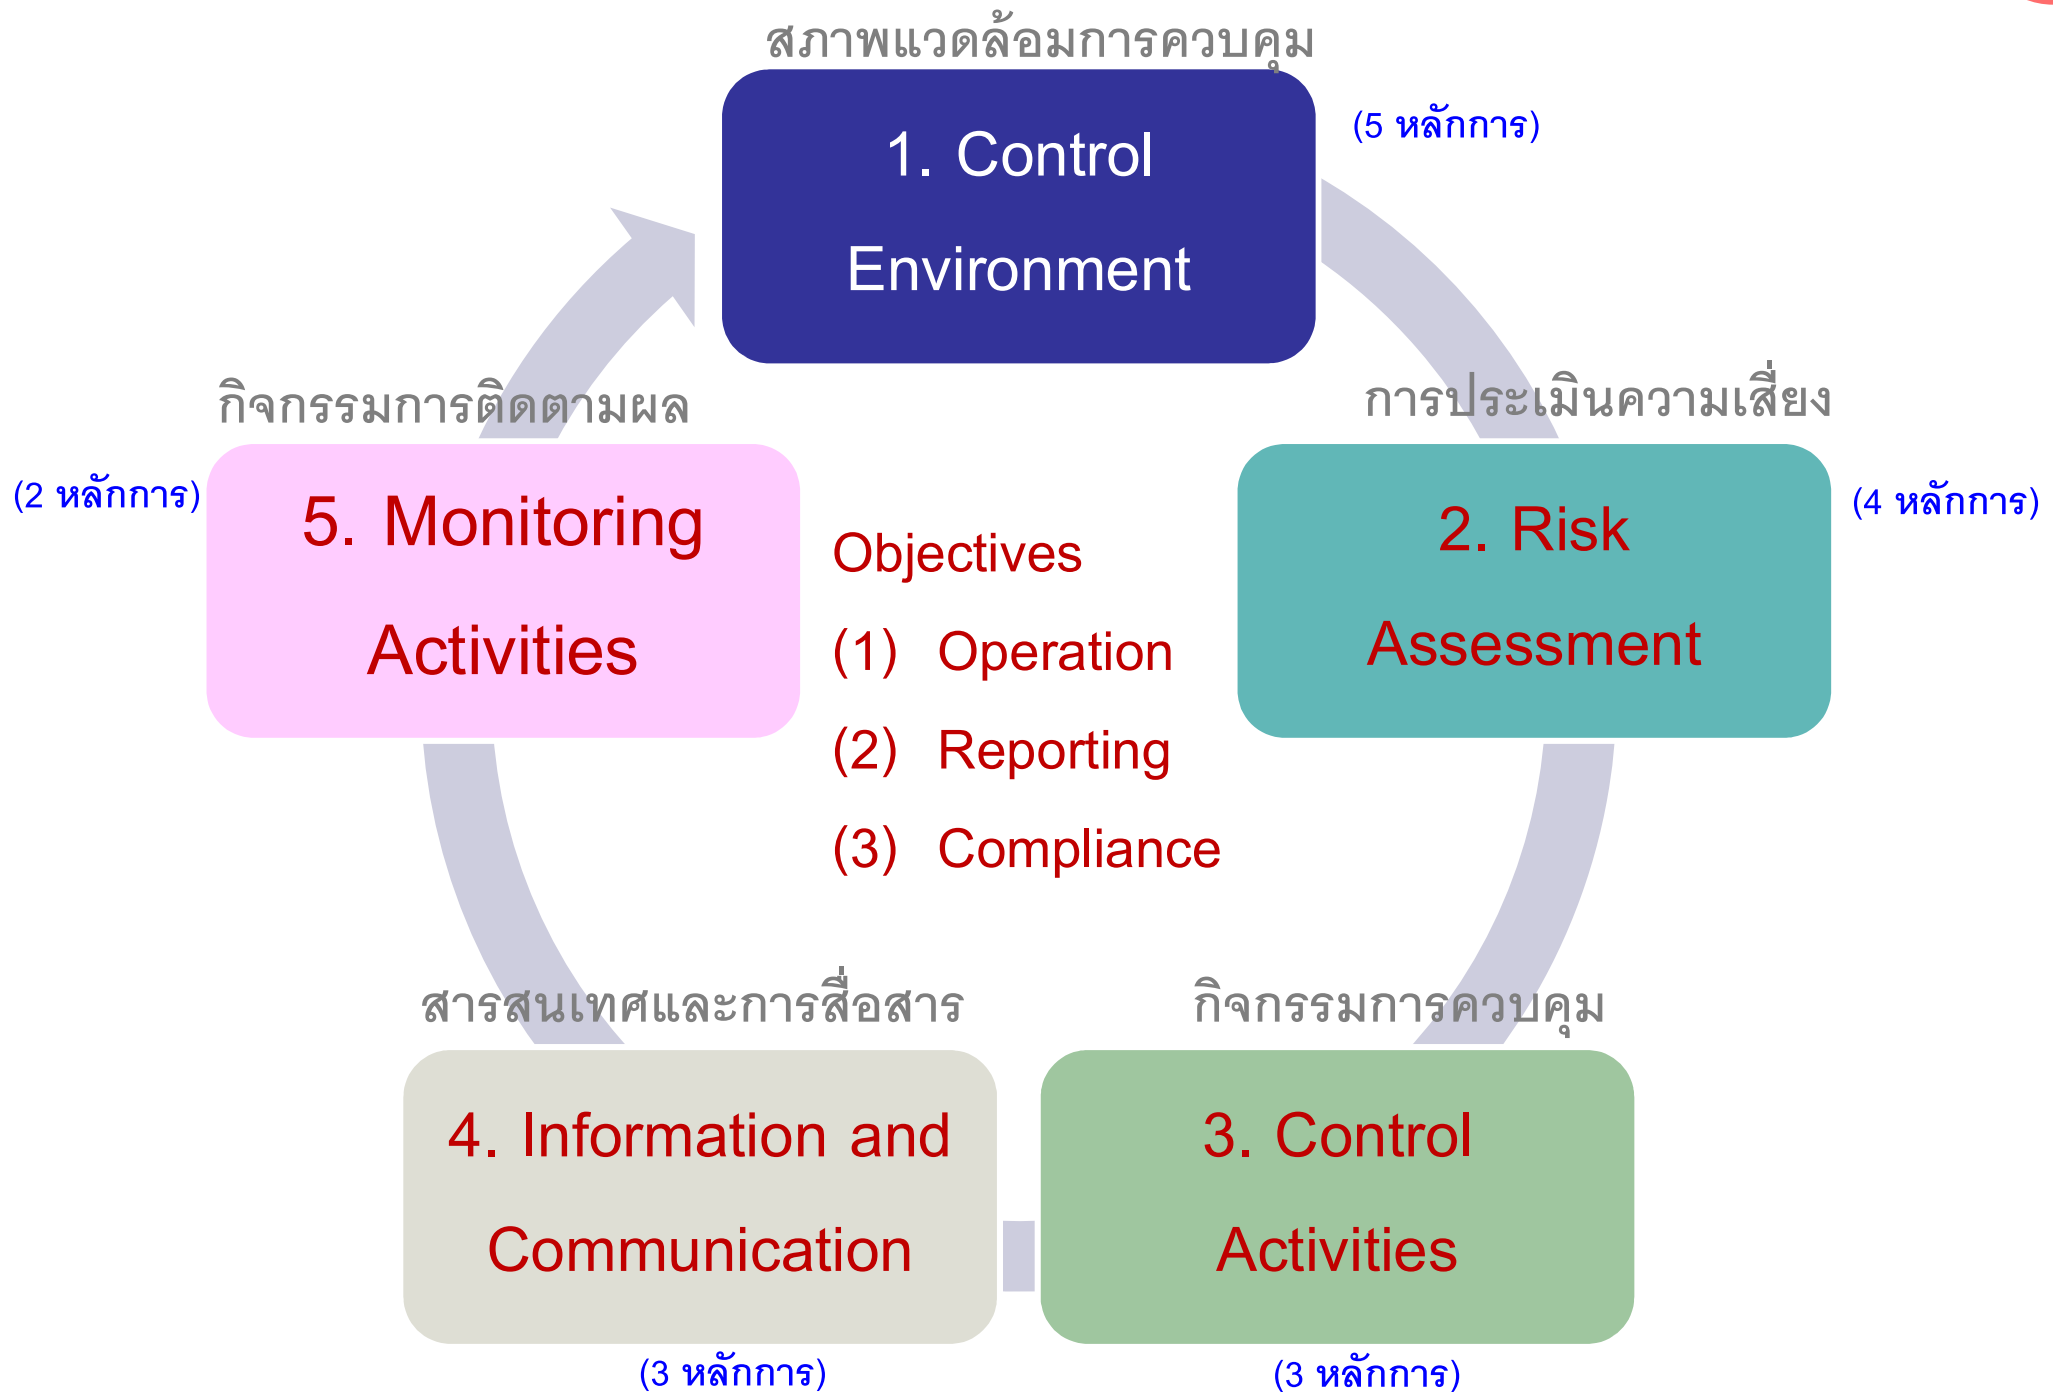 สภาพแวดล้อมการควบคุม
1. Control
Environment
(5 หลักการ)
การประเมินความเสี่ยง
2. Risk
Assessment
(4 หลักการ)
กิจกรรมการควบคุม
3. Control
Activities
(3 หลักการ)
สารสนเทศและการสื่อสาร
4. Information and
Communication
(3 หลักการ)
กิจกรรมการติดตามผล
5. Monitoring
Activities
(2 หลักการ)
Objectives
(1) Operation
(2) Reporting
(3) Compliance